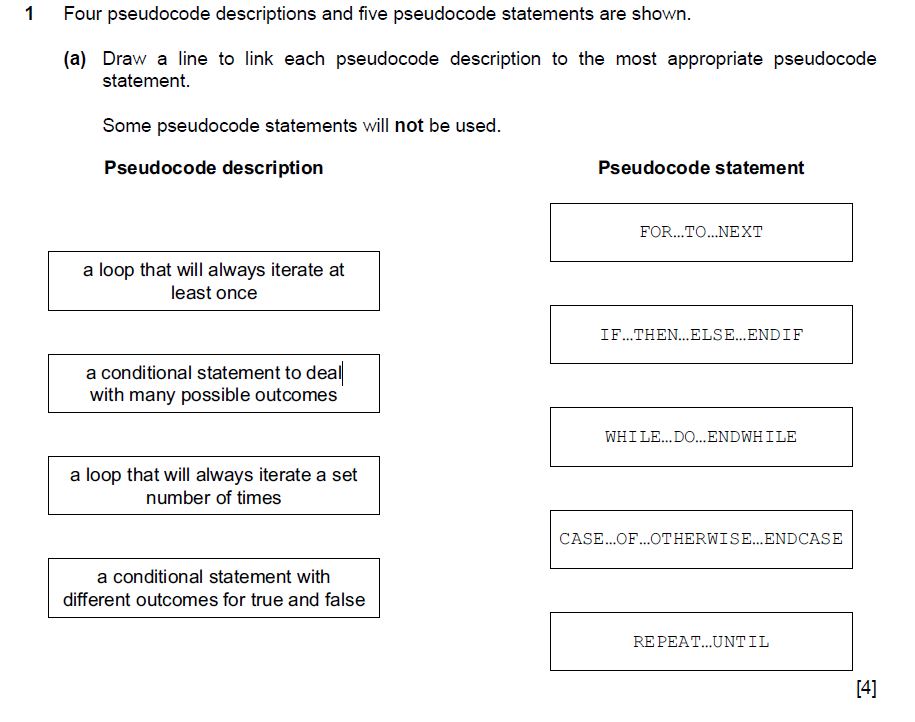 1 Four pseudocode descriptions and five pseudocode statements are shown.
(a) Draw a line to link each pseudocode description to the most appropriate pseudocode
statement.
Some pseudocode statements will not be used.
Pseudocode description
Pseudocode statement
FOR…TO…NEXT
a loop that will always iterate at
least once
IF…THEN…ELSE…ENDIF
a conditional statement to deal
with many possible outcomes
WHILE…DO…ENDWHILE
a loop that will always iterate a set
number of times
CASE…OF…OTHERWISE…ENDCASE
a conditional statement with
different outcomes for true and false
REPEAT…UNTIL
[4]